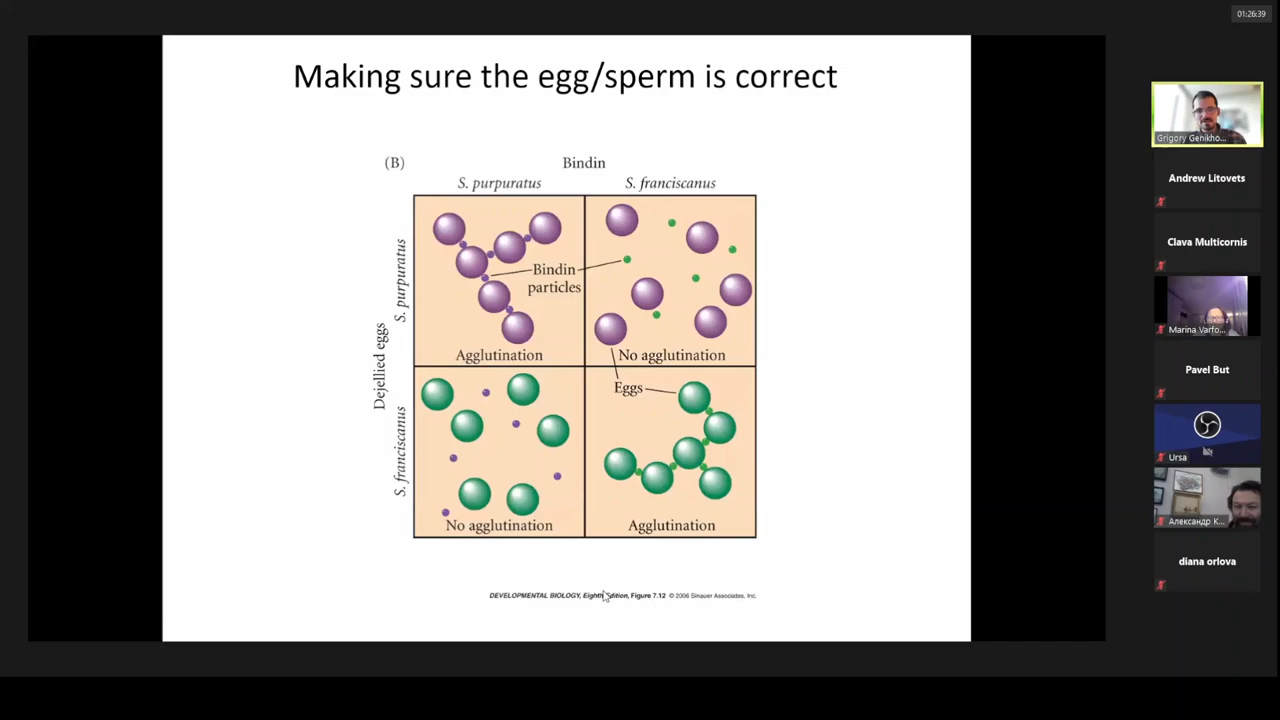 01:26:39
Making sure the egg/sperm is correct
(B)
Bindin
S. purpuratus
S. franciscanus
Dejellied eggs
S. purpuratus
Bindin
particles
Agglutination
No agglutination
S. franciscanus
Eggs
No agglutination
Agglutination
DEVELOPMENTAL BIOLOGY, Eighth Edition, Figure 7.12 © 2006 Sinauer Associates, Inc.
Grigory Genikho...
Andrew Litovets
Clava Multicornis
Marina Varfo...
Pavel But
Ursa
Александр К...
diana orlova